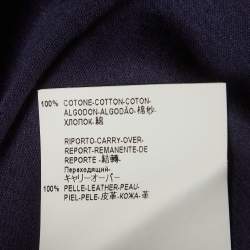 100% COTONE-COTTON-COTON-
ALGODON-ALGODÃO-棉纱-
ХЛОПОК-綿
RIPORTO-CARRY-OVER-
REPORT-REMANENTE-DE
REPORTE -結轉-
Переходящий-
キャリーオーバー
100% PELLE-LEATHER-PEAU-
PIEL-PELE-皮革-КОЖА-革